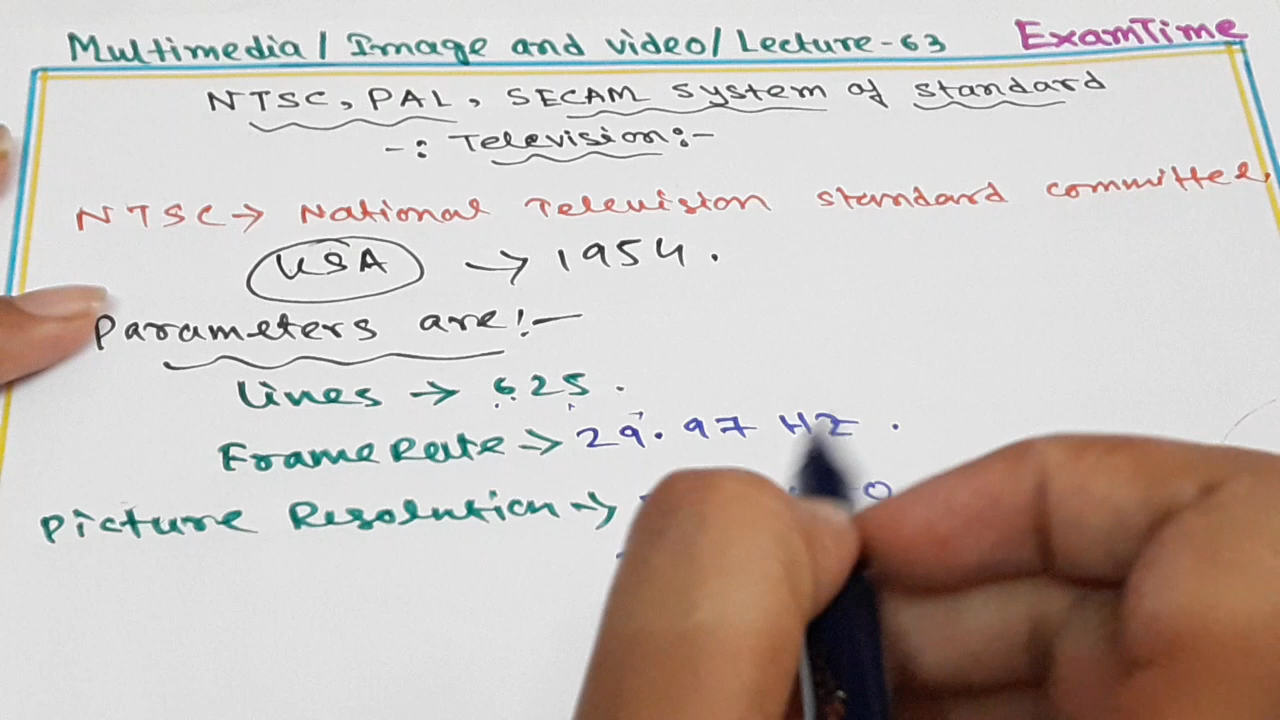 Multimedia/ Image and video/ Lecture-63 ExamTime
NTSC, PAL, SECAM system of standard
-: Television:-
NTSC→ National Television standard committee,
USA → 1954.
Parameters are:-
Lines → 625.
Frame Rate → 29.97 HZ.
Picture Resolution →